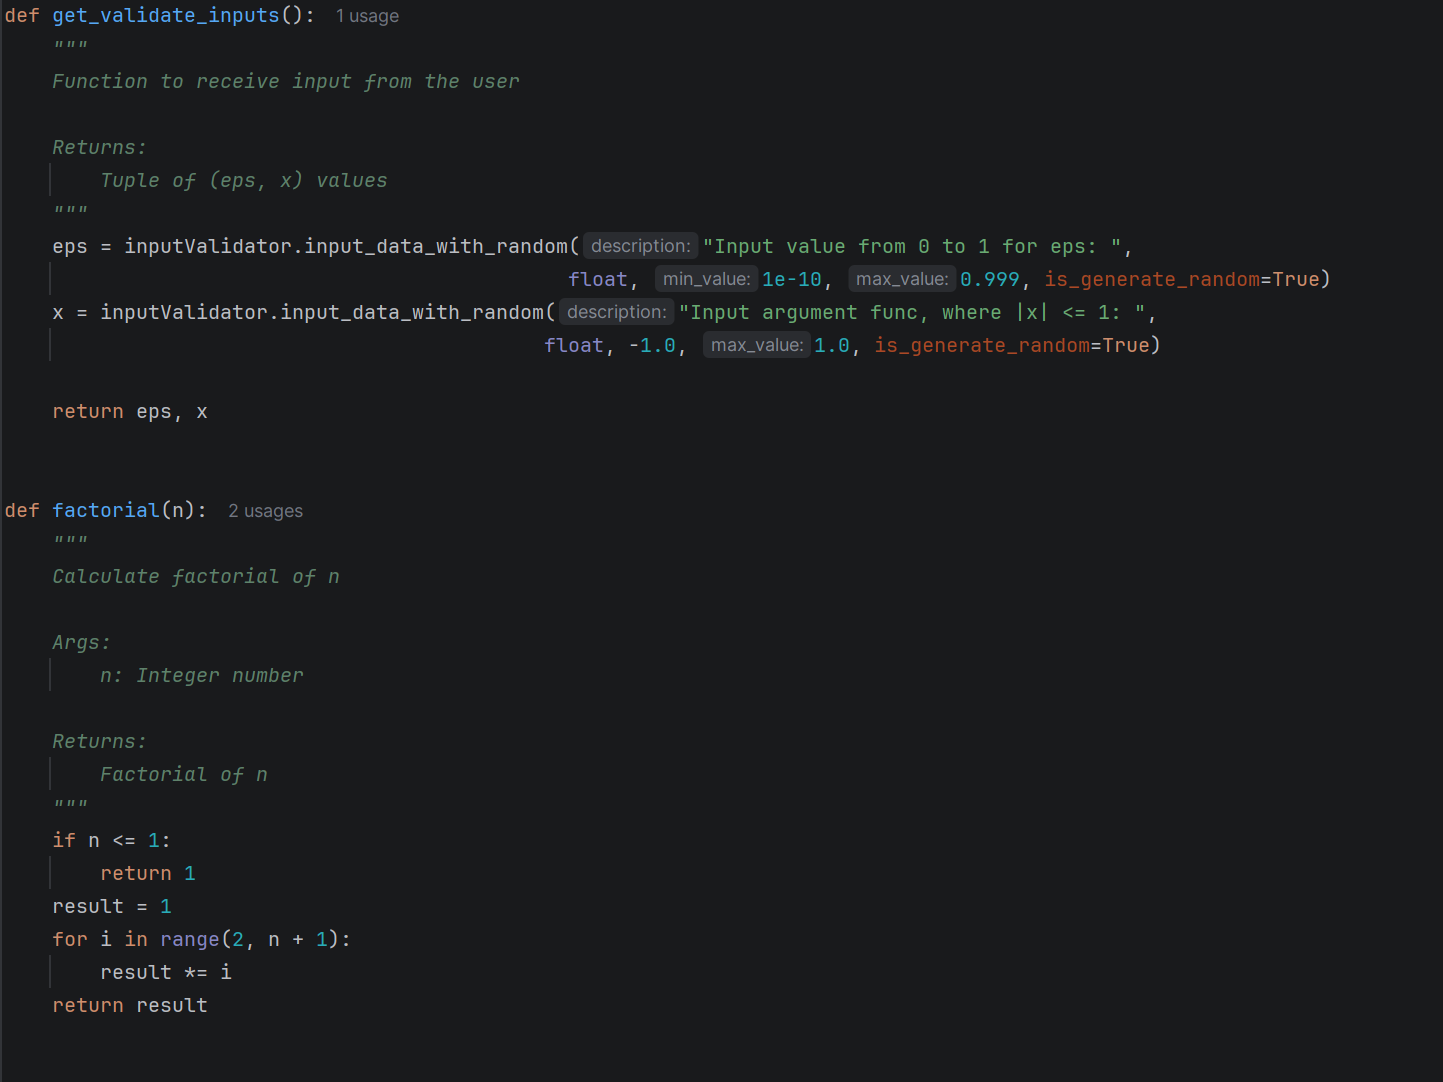 def get_validate_inputs(): 1 usage
"""
Function to receive input from the user
Returns:
Tuple of (eps, x) values
"""
eps = inputValidator.input_data_with_random( description: "Input value from 0 to 1 for eps: ",
float, min_value: 1e-10, max_value: 0.999, is_generate_random=True)
x = inputValidator.input_data_with_random( description: "Input argument func, where |x| <= 1: ",
float, -1.0, max_value: 1.0, is_generate_random=True)
return eps, x
def factorial(n): 2 usages
"""
Calculate factorial of n
Args:
n: Integer number
Returns:
Factorial of n
"""
if n <= 1:
return 1
result = 1
for i in range(2, n + 1):
result *= i
return result